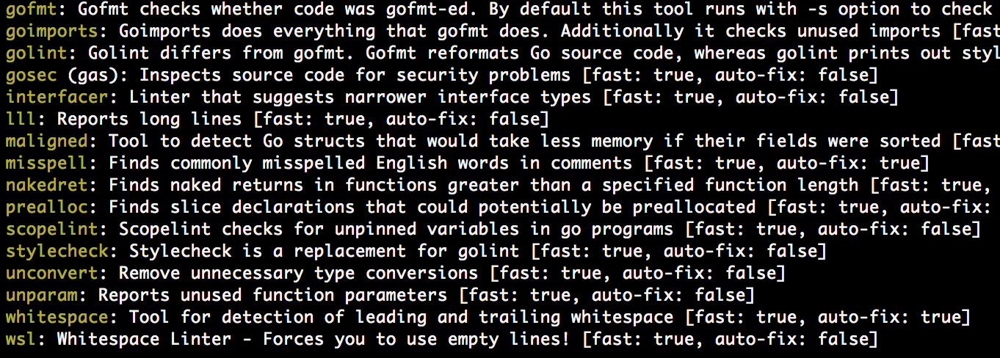 gofmt: Gofmt checks whether code was gofmt-ed. By default this tool runs with -s option to check
goimports: Goimports does everything that gofmt does. Additionally it checks unused imports [fast
golint: Golint differs from gofmt. Gofmt reformats Go source code, whereas golint prints out styl
gosec (gas): Inspects source code for security problems [fast: true, auto-fix: false]
interfacer: Linter that suggests narrower interface types [fast: true, auto-fix: false]
lll: Reports long lines [fast: true, auto-fix: false]
maligned: Tool to detect Go structs that would take less memory if their fields were sorted [fast
misspell: Finds commonly misspelled English words in comments [fast: true, auto-fix: true]
nakedret: Finds naked returns in functions greater than a specified function length [fast: true,
prealloc: Finds slice declarations that could potentially be preallocated [fast: true, auto-fix:
scopelint: Scopelint checks for unpinned variables in go programs [fast: true, auto-fix: false]
stylecheck: Stylecheck is a replacement for golint [fast: true, auto-fix: false]
unconvert: Remove unnecessary type conversions [fast: true, auto-fix: false]
unparam: Reports unused function parameters [fast: true, auto-fix: false]
whitespace: Tool for detection of leading and trailing whitespace [fast: true, auto-fix: true]
wsl: Whitespace Linter - Forces you to use empty lines! [fast: true, auto-fix: false]